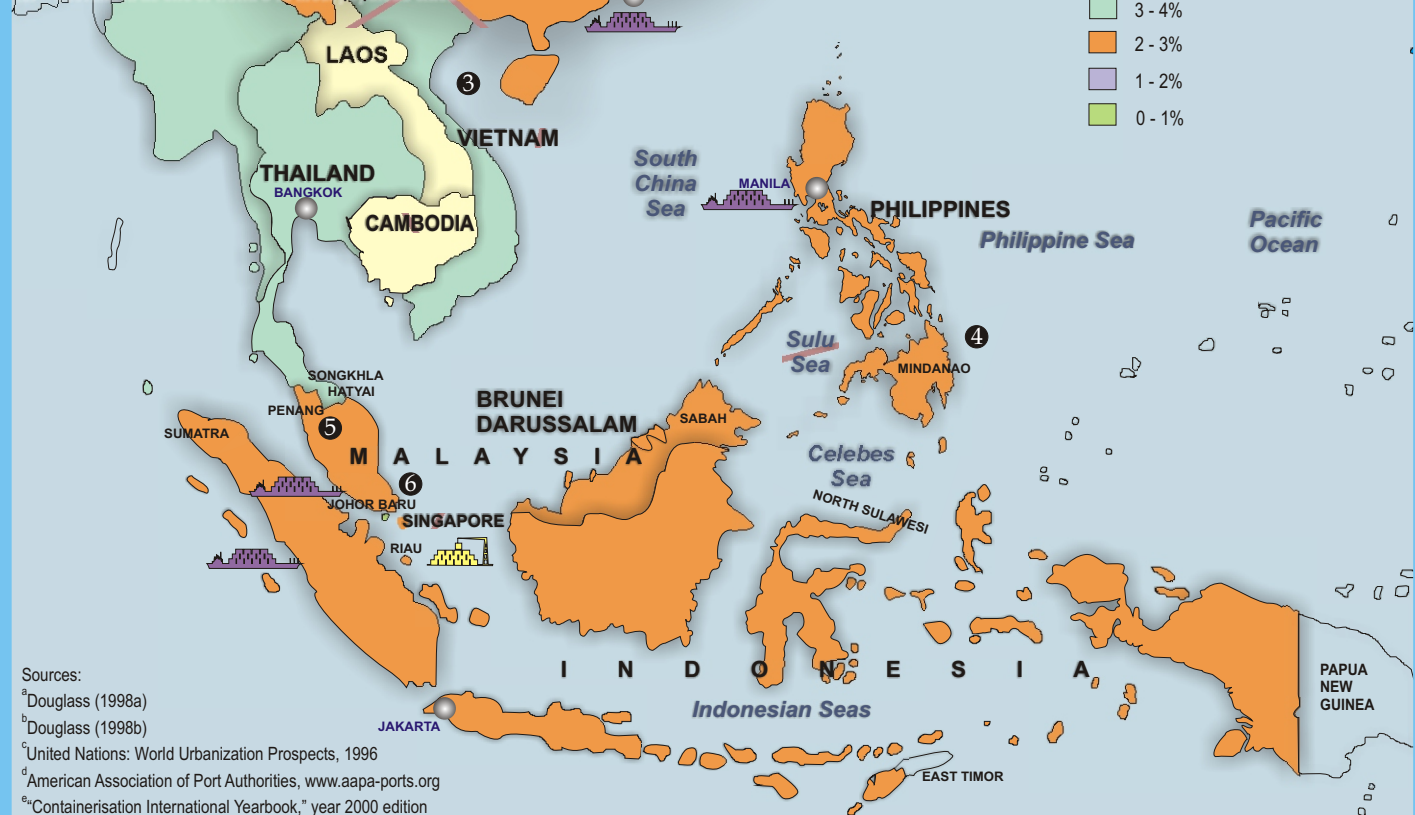 3 - 4%
2 - 3%
1 - 2%
0 - 1%
LAOS
3
VIETNAM
THAILAND
BANGKOK
CAMBODIA
South
China
Sea
MANILA
PHILIPPINES
Philippine Sea
Pacific
Ocean
Sulu
Sea
4
MINDANAO
SONGKHLA
HATYAI
PENANG
5
SUMATRA
BRUNEI
DARUSSALAM
SABAH
M A L A Y S I A
Celebes
Sea
6
JOHOR BARU
SINGAPORE
RIAU
NORTH SULAWESI
I N D O N E S I A
PAPUA
NEW
GUINEA
Indonesian Seas
JAKARTA
EAST TIMOR
Sources:
aDouglass (1998a)
bDouglass (1998b)
cUnited Nations: World Urbanization Prospects, 1996
dAmerican Association of Port Authorities, www.aapa-ports.org
e“Containerisation International Yearbook,” year 2000 edition